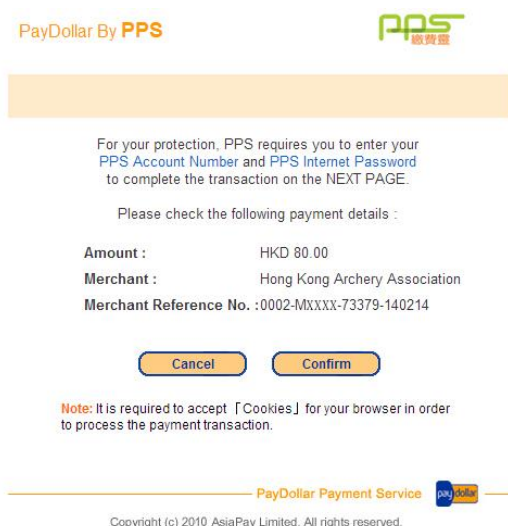 PayDollar By PPS
pps
繳費靈
For your protection, PPS requires you to enter your
PPS Account Number and PPS Internet Password
to complete the transaction on the NEXT PAGE.
Please check the following payment details :
Amount : HKD 80.00
Merchant : Hong Kong Archery Association
Merchant Reference No. :0002-MXXXX-73379-140214
Cancel Confirm
Note: It is required to accept「Cookies」for your browser in order
to process the payment transaction.
PayDollar Payment Service paydollar
Copyright (c) 2010 AsiaPay Limited. All rights reserved.